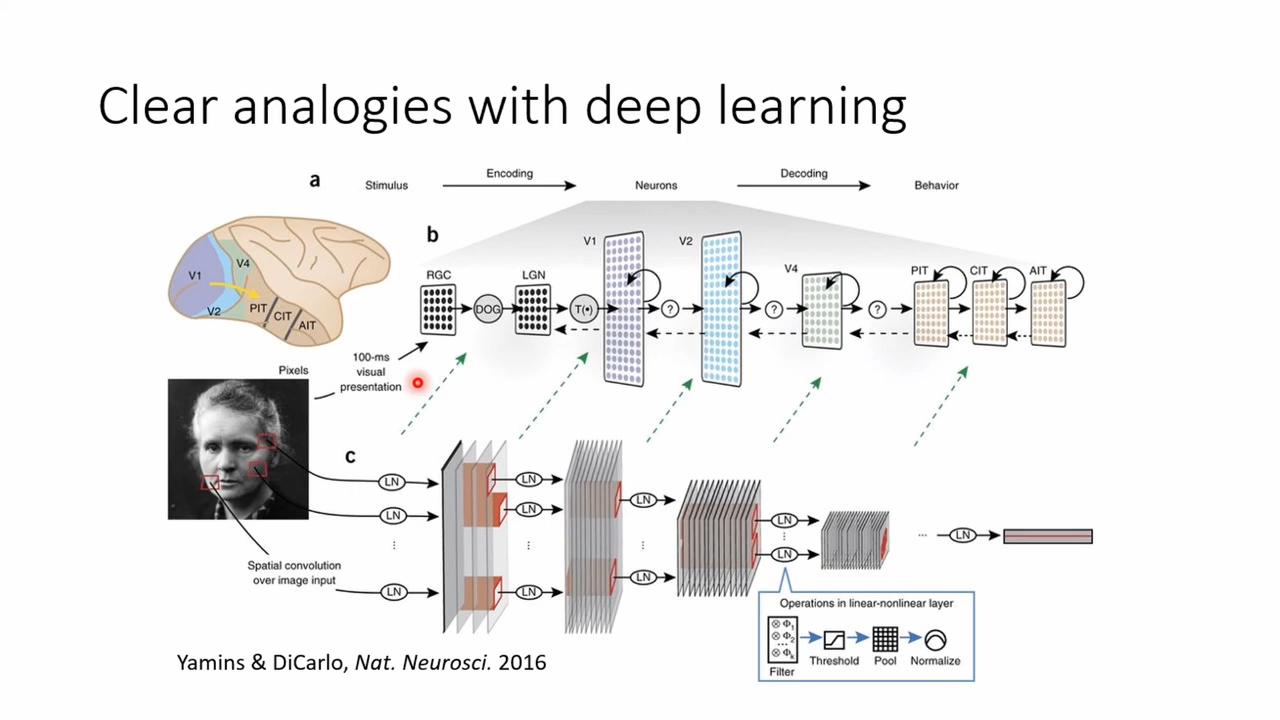 Clear analogies with deep learning
a
Stimulus
Encoding
Neurons
Decoding
Behavior
b
V1
V2
V4
PIT
CIT
AIT
RGC
LGN
V1
V2
V4
PIT
CIT
AIT
DOG
T(•)
?
?
?
100-ms
visual
presentation
Pixels
c
LN
LN
LN
LN
LN
LN
LN
LN
LN
LN
LN
⋮
⋮
⋮
⋮
...
Spatial convolution
over image input
Operations in linear-nonlinear layer
⊗ Φ1
⊗ Φ2
...
⊗ Φk
Filter
Threshold
Pool
Normalize
Yamins & DiCarlo, Nat. Neurosci. 2016